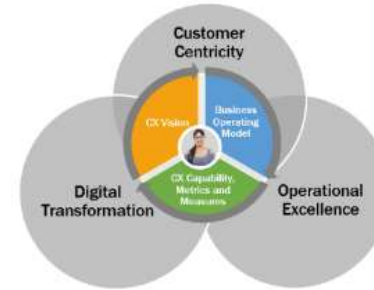 Customer
Centricity
CX Vision
Business
Operating
Model
CX Capability,
Metrics and
Measures
Digital
Transformation
Operational
Excellence